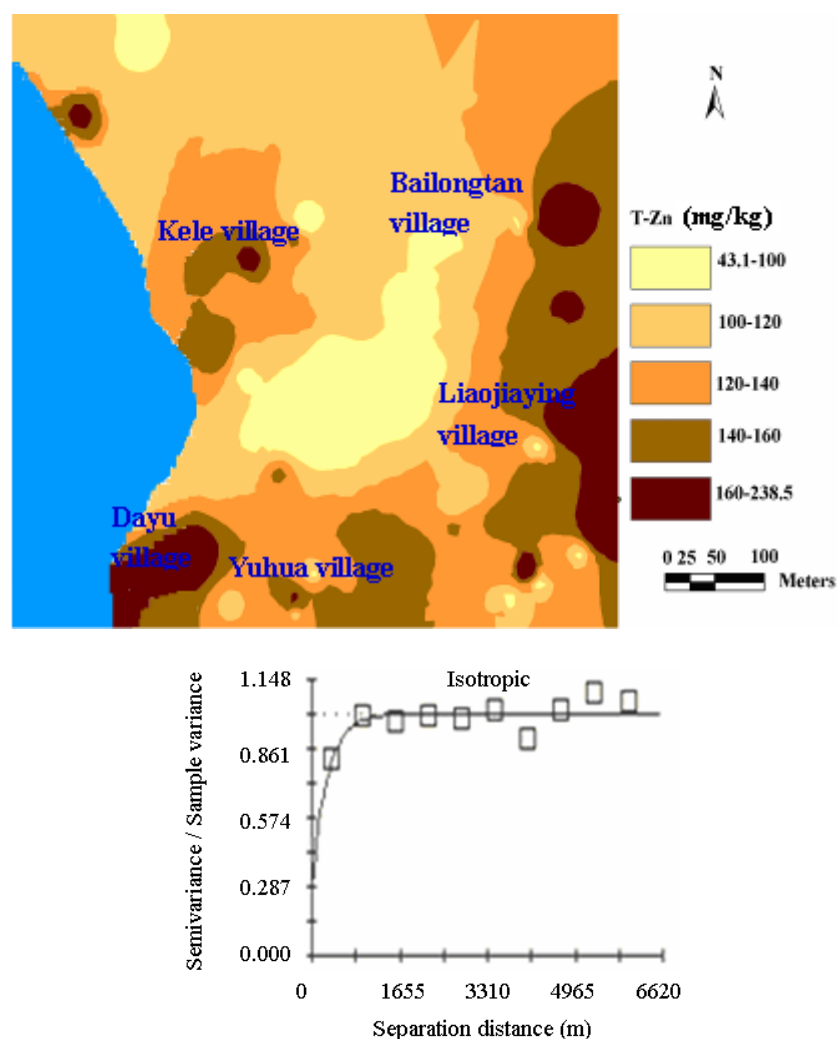 N
Bailongtan
village
Kele village
T-Zn (mg/kg)
43.1-100
100-120
120-140
140-160
160-238.5
Liaojiaying
village
Dayu
village
Yuhua village
0 25 50 100
Meters
Isotropic
Semivariance / Sample variance
1.148
0.861
0.574
0.287
0.000
0 1655 3310 4965 6620
Separation distance (m)